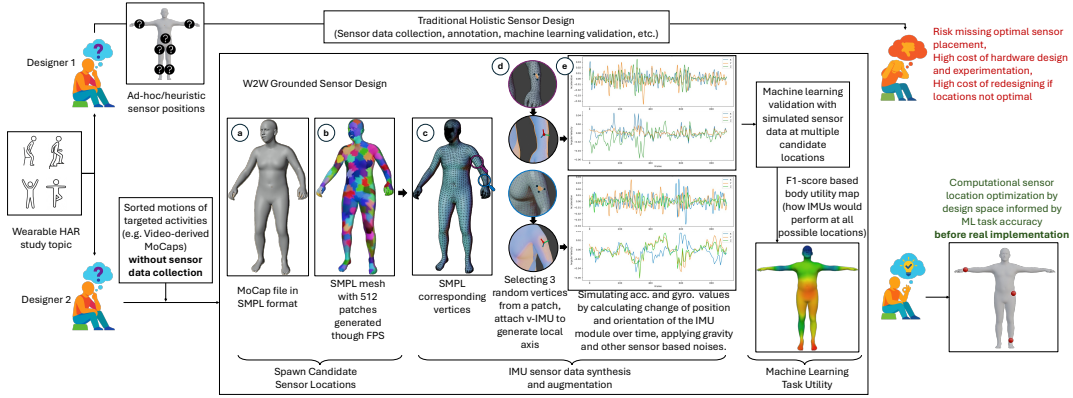 Traditional Holistic Sensor Design
(Sensor data collection, annotation, machine learning validation, etc.)
Designer 1
?
? ?
?
? ?
? ?
Ad-hoc/heuristic
sensor positions
Risk missing optimal sensor
placement,
High cost of hardware design
and experimentation,
High cost of redesigning if
locations not optimal
Wearable HAR
study topic
Sorted motions of
targeted activities
(e.g. Video-derived
MoCaps)
without sensor
data collection
Designer 2
?
W2W Grounded Sensor Design
a
MoCap file in
SMPL format
b
SMPL mesh
with 512
patches
generated
though FPS
c
SMPL
corresponding
vertices
d
Selecting 3
random vertices
from a patch,
attach v-IMU to
generate local
axis
e
Simulating acc. and gyro. values
by calculating change of position
and orientation of the IMU
module over time, applying gravity
and other sensor based noises.
Machine learning
validation with
simulated sensor
data at multiple
candidate
locations
F1-score based
body utility map
(how IMUs would
perform at all
possible locations)
Spawn Candidate
Sensor Locations
IMU sensor data synthesis
and augmentation
Machine Learning
Task Utility
Computational sensor
location optimization by
design space informed by
ML task accuracy
before real implementation